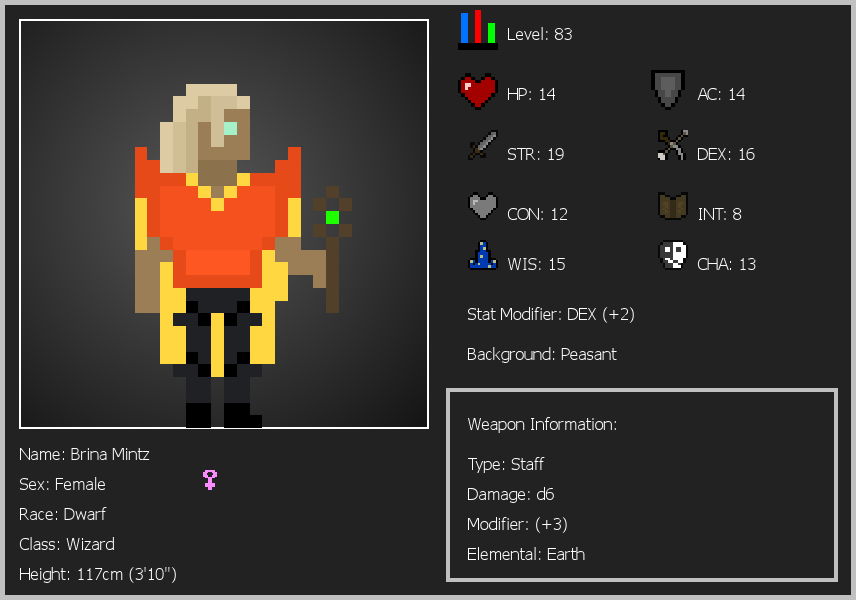 Level: 83
HP: 14
AC: 14
STR: 19
DEX: 16
CON: 12
INT: 8
WIS: 15
CHA: 13
Stat Modifier: DEX (+2)
Background: Peasant
Weapon Information:
Type: Staff
Damage: d6
Modifier: (+3)
Elemental: Earth
Name: Brina Mintz
Sex: Female
Race: Dwarf
Class: Wizard
Height: 117cm (3'10")